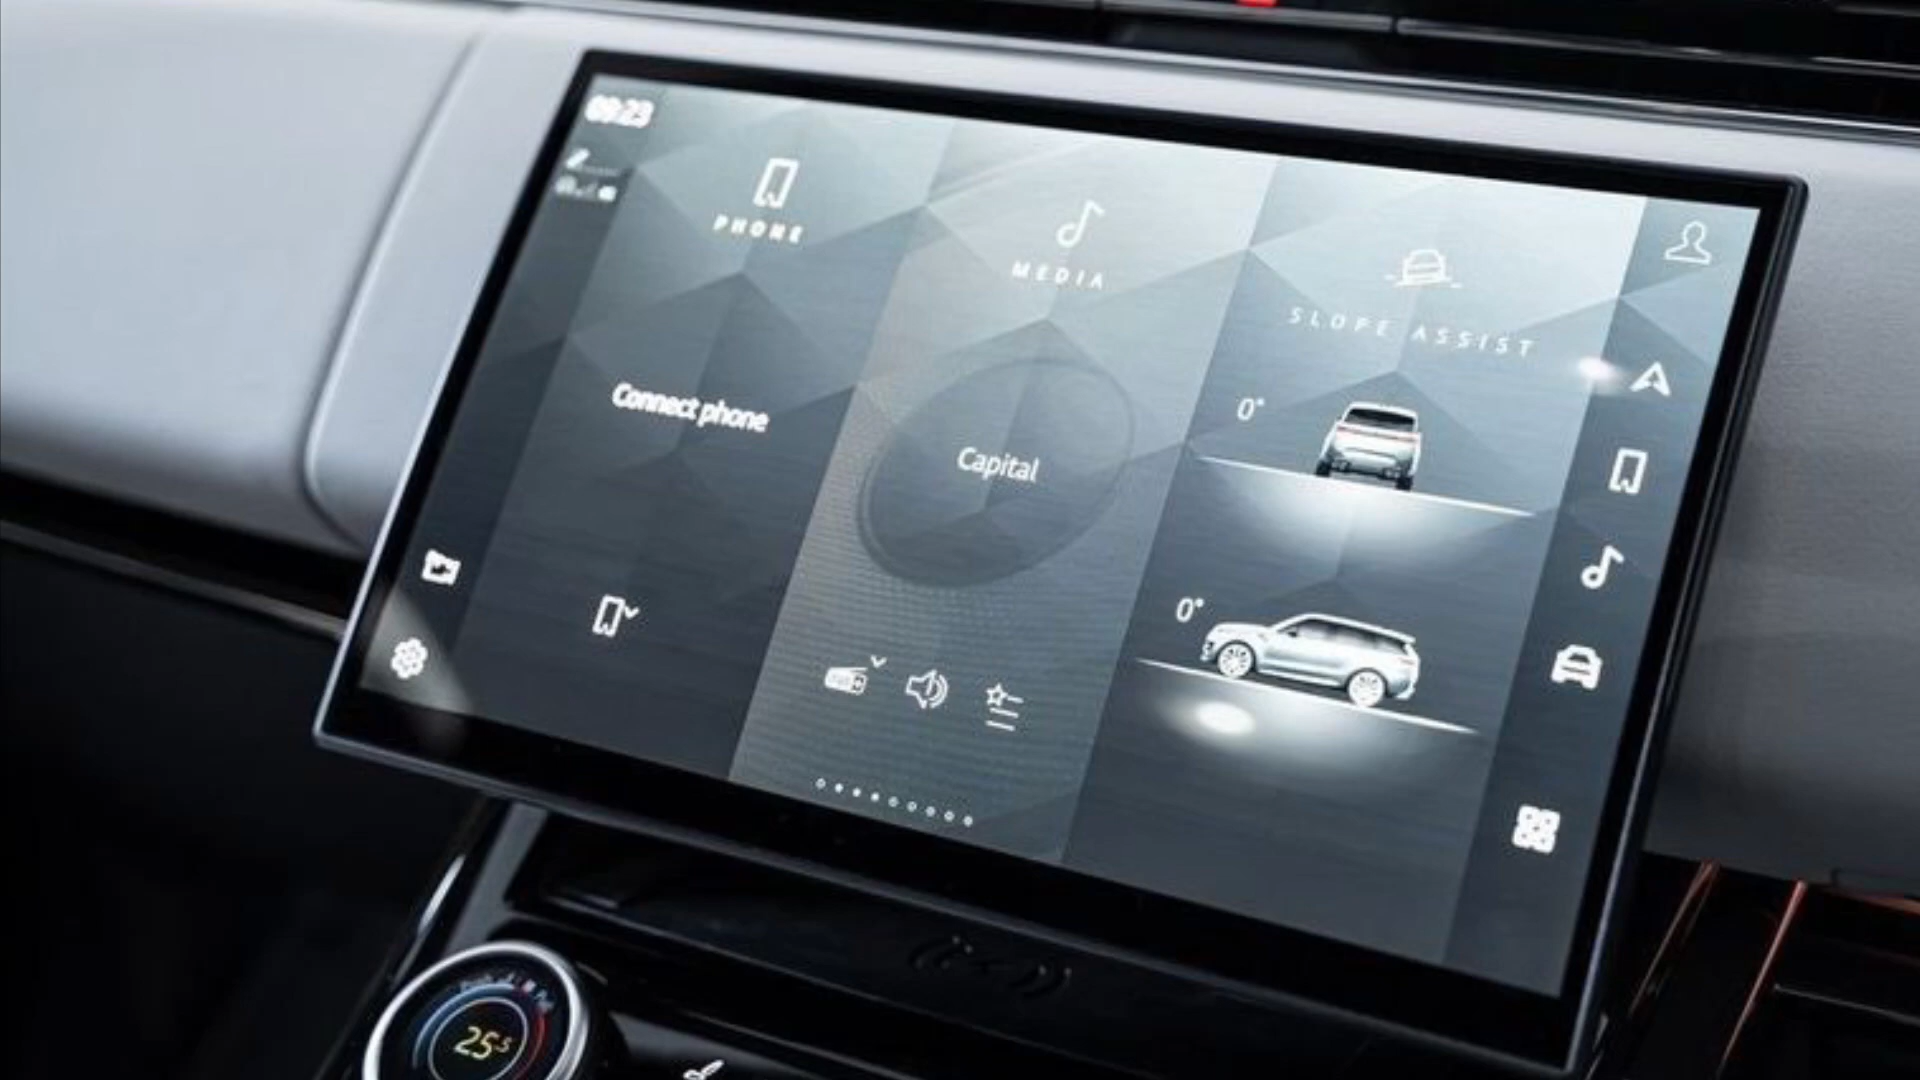 09:23
PHONE
MEDIA
SLOPE ASSIST
Connect phone
Capital
0°
0°
25.5